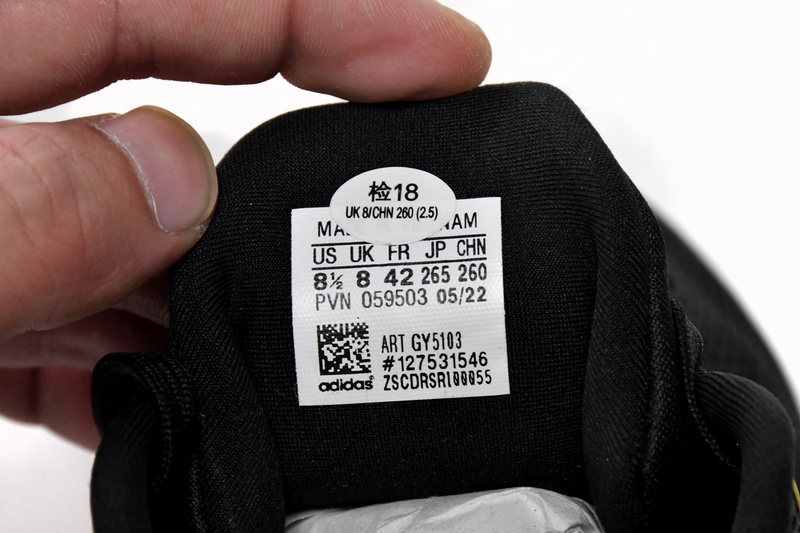 检18
UK 8/CHN 260 (2.5)
US UK FR JP CHN
8½ 8 42 265 260
PVN 059503 05/22
ART GY5103
#127531546
adidas® ZSCDRSR100055